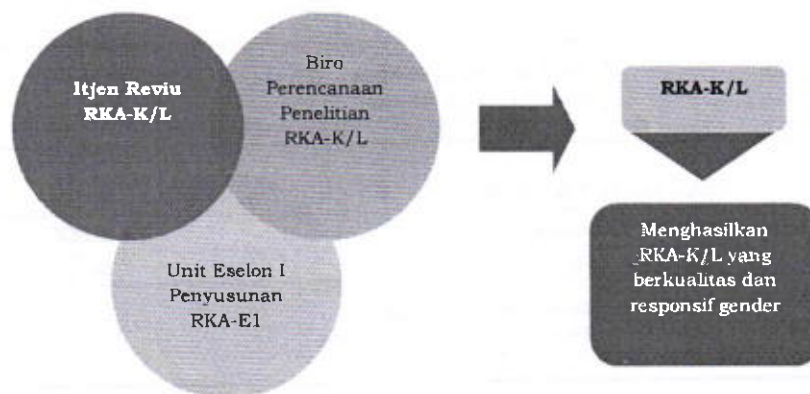 Itjen Reviu
RKA-K/L
Biro
Perencanaan
Penelitian
RKA-K/L
Unit Eselon I
Penyusunan
RKA-E1
RKA-K/L
Menghasilkan
RKA-K/L yang
berkualitas dan
responsif gender